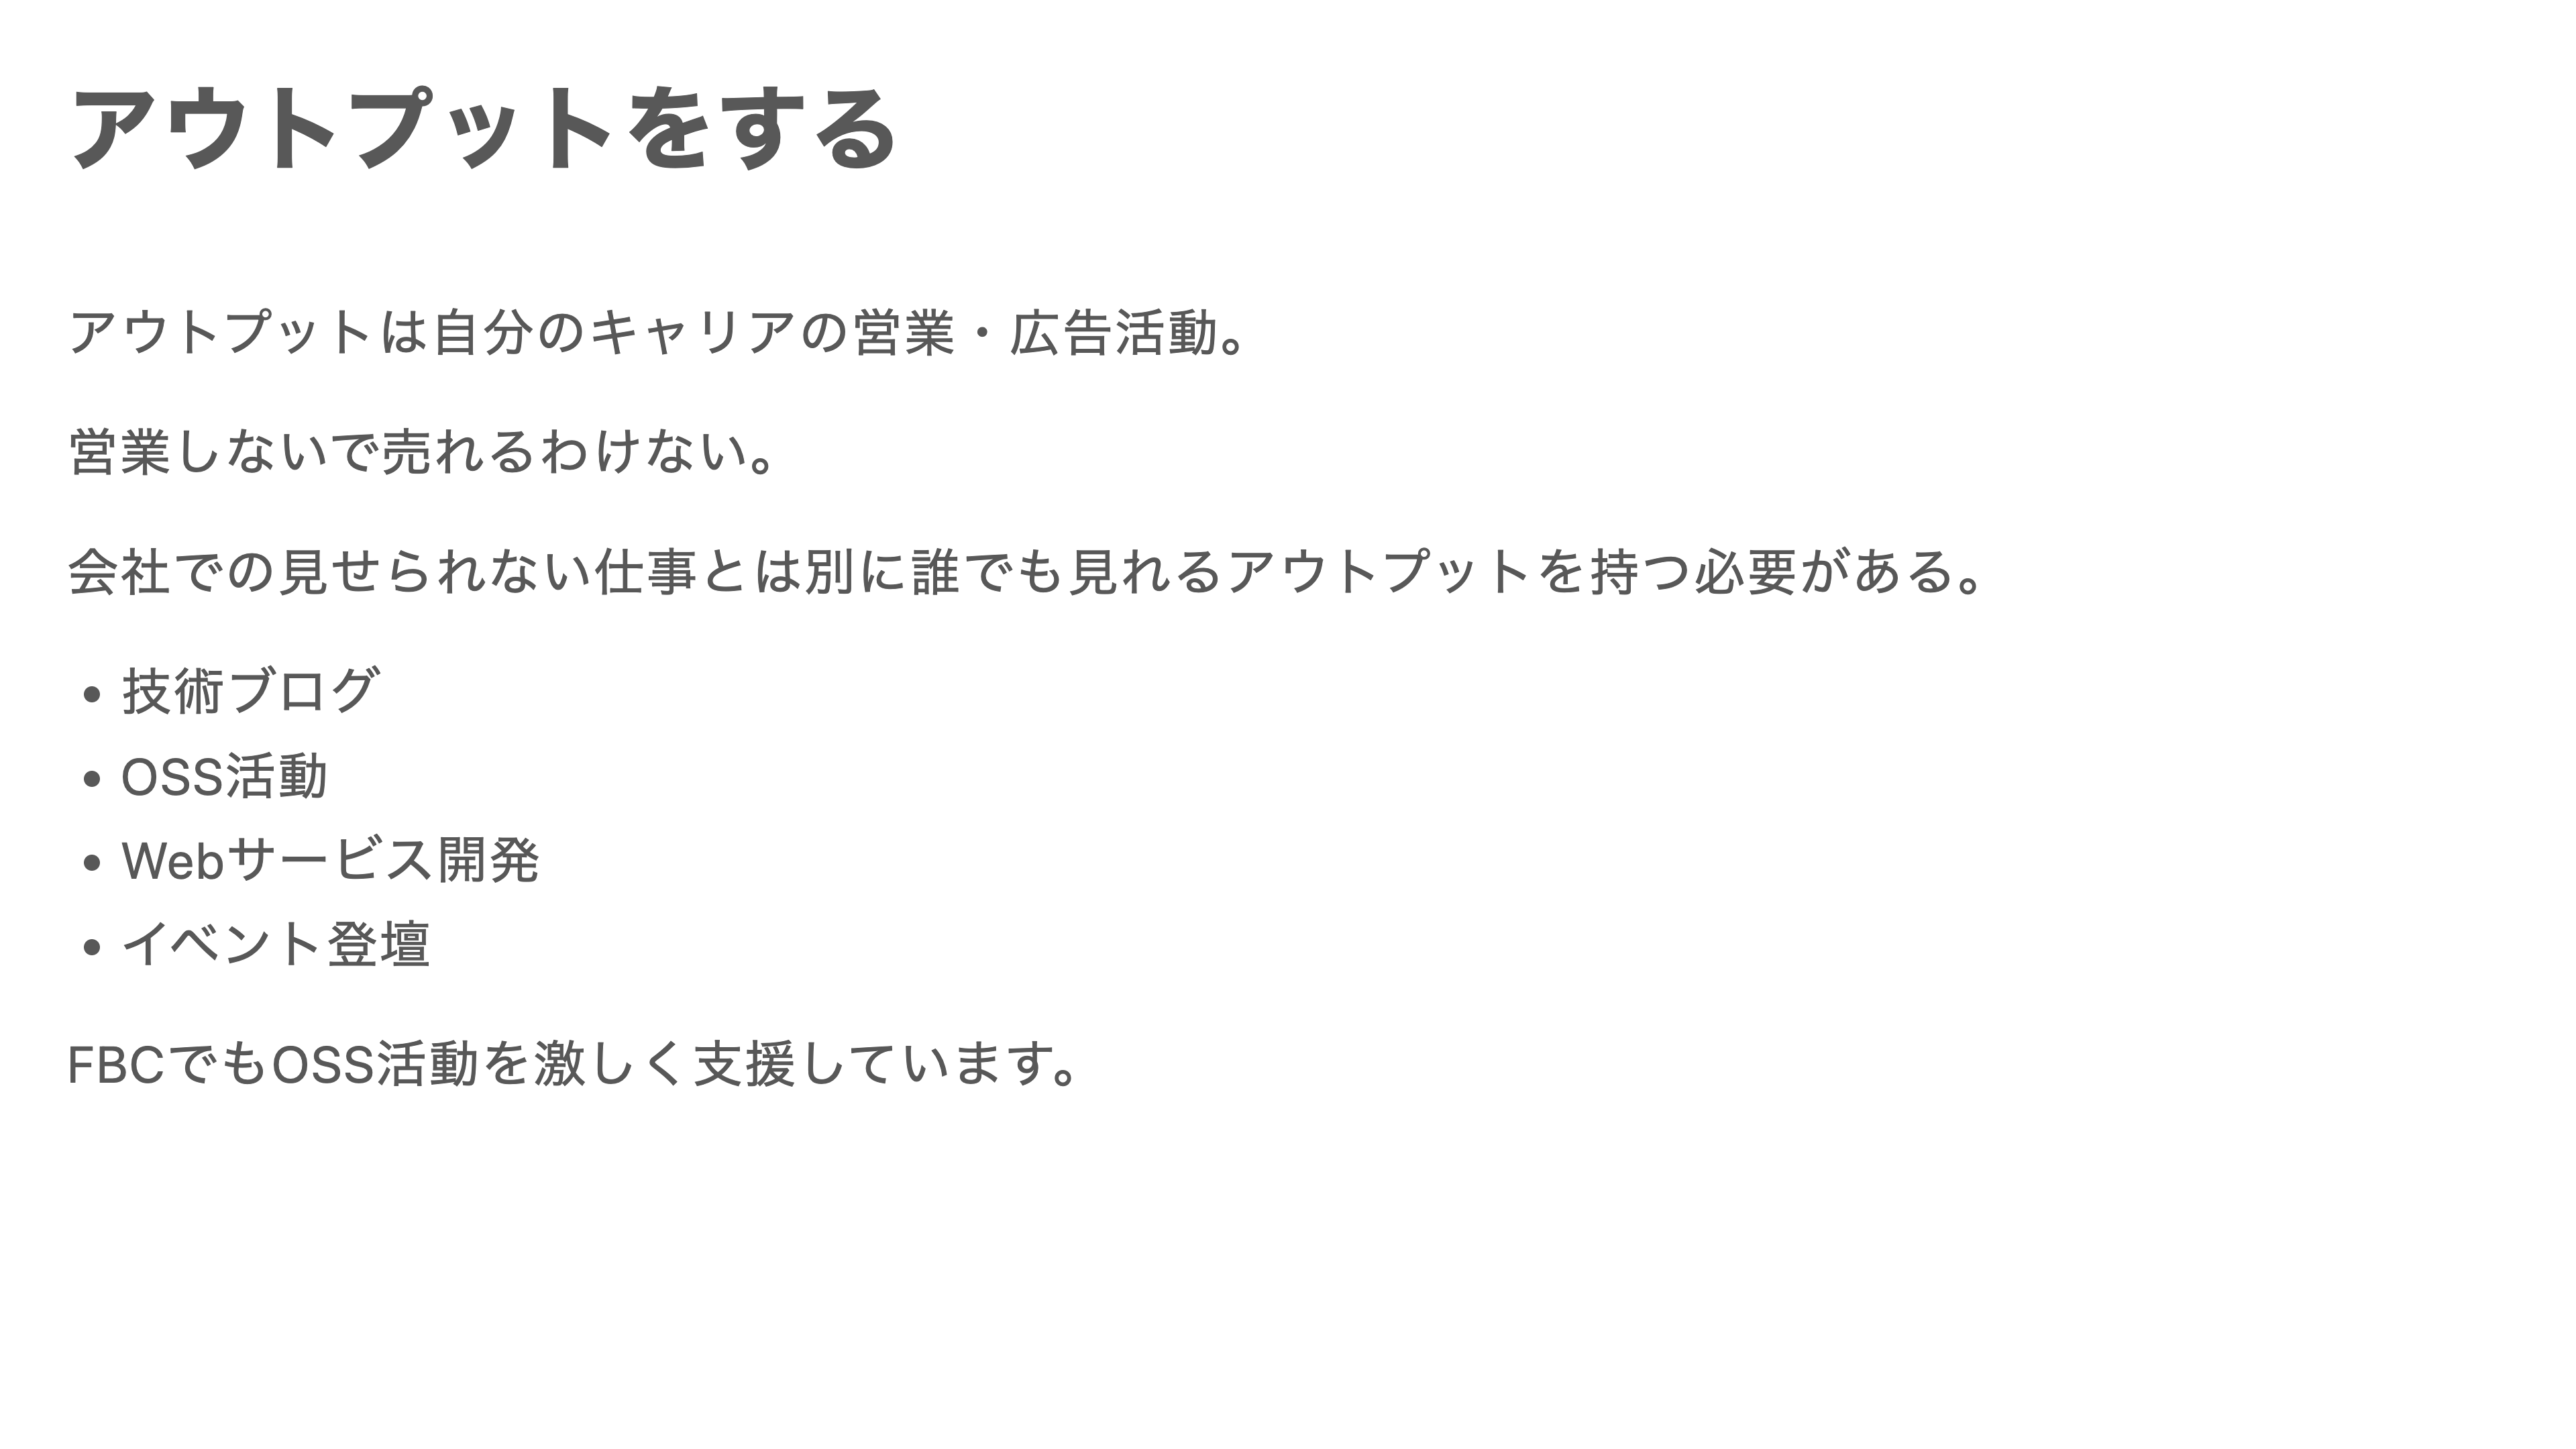 アウトプットをする
アウトプットは自分のキャリアの営業・広告活動。
営業しないで売れるわけない。
会社での見せられない仕事とは別に誰でも見れるアウトプットを持つ必要がある。
• 技術ブログ
• OSS活動
• Webサービス開発
• イベント登壇
FBCでもOSS活動を激しく支援しています。